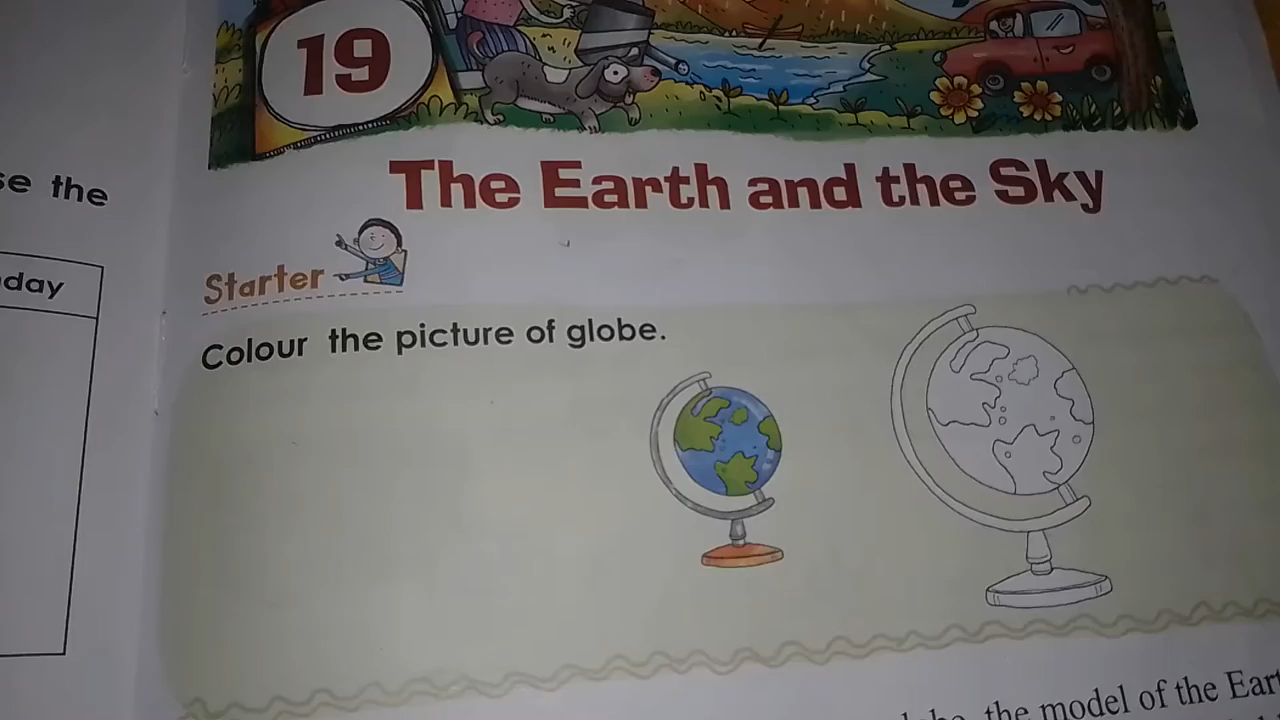 se the
day
19
The Earth and the Sky
Starter
Colour the picture of globe.
the model of the Eart